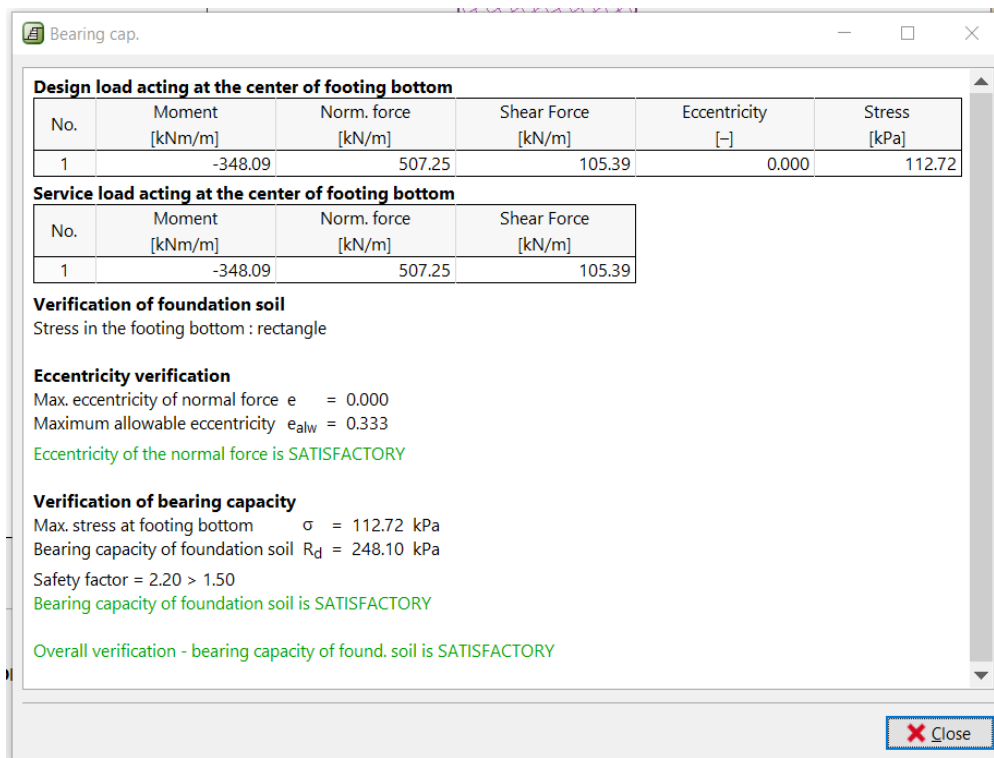 Bearing cap.
Design load acting at the center of footing bottom
No. Moment [kNm/m] Norm. force [kN/m] Shear Force [kN/m] Eccentricity [–] Stress [kPa]
1 -348.09 507.25 105.39 0.000 112.72
Service load acting at the center of footing bottom
No. Moment [kNm/m] Norm. force [kN/m] Shear Force [kN/m]
1 -348.09 507.25 105.39
Verification of foundation soil
Stress in the footing bottom : rectangle
Eccentricity verification
Max. eccentricity of normal force e = 0.000
Maximum allowable eccentricity ealw = 0.333
Eccentricity of the normal force is SATISFACTORY
Verification of bearing capacity
Max. stress at footing bottom σ = 112.72 kPa
Bearing capacity of foundation soil Rd = 248.10 kPa
Safety factor = 2.20 > 1.50
Bearing capacity of foundation soil is SATISFACTORY
Overall verification - bearing capacity of found. soil is SATISFACTORY
Close